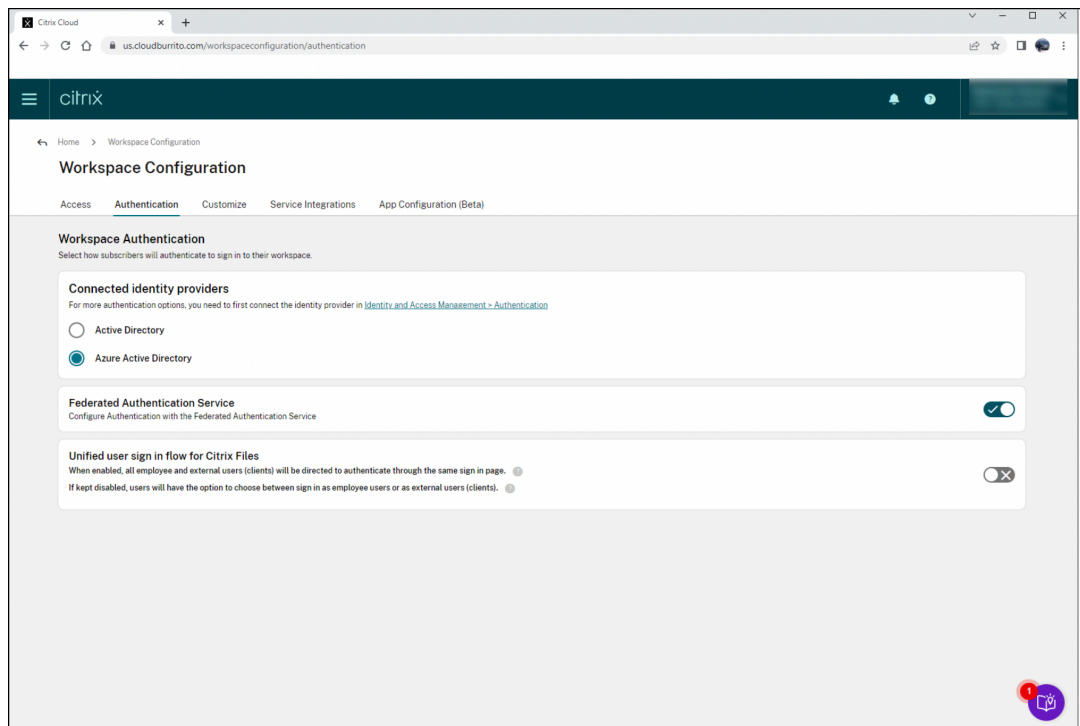 Citrix Cloud
us.cloudburrito.com/workspaceconfiguration/authentication
citrix
Home > Workspace Configuration
Workspace Configuration
Access Authentication Customize Service Integrations App Configuration (Beta)
Workspace Authentication
Select how subscribers will authenticate to sign in to their workspace.
Connected identity providers
For more authentication options, you need to first connect the identity provider in Identity and Access Management > Authentication
Active Directory
Azure Active Directory
Federated Authentication Service
Configure Authentication with the Federated Authentication Service
Unified user sign in flow for Citrix Files
When enabled, all employee and external users (clients) will be directed to authenticate through the same sign in page.
If kept disabled, users will have the option to choose between sign in as employee users or as external users (clients).
1